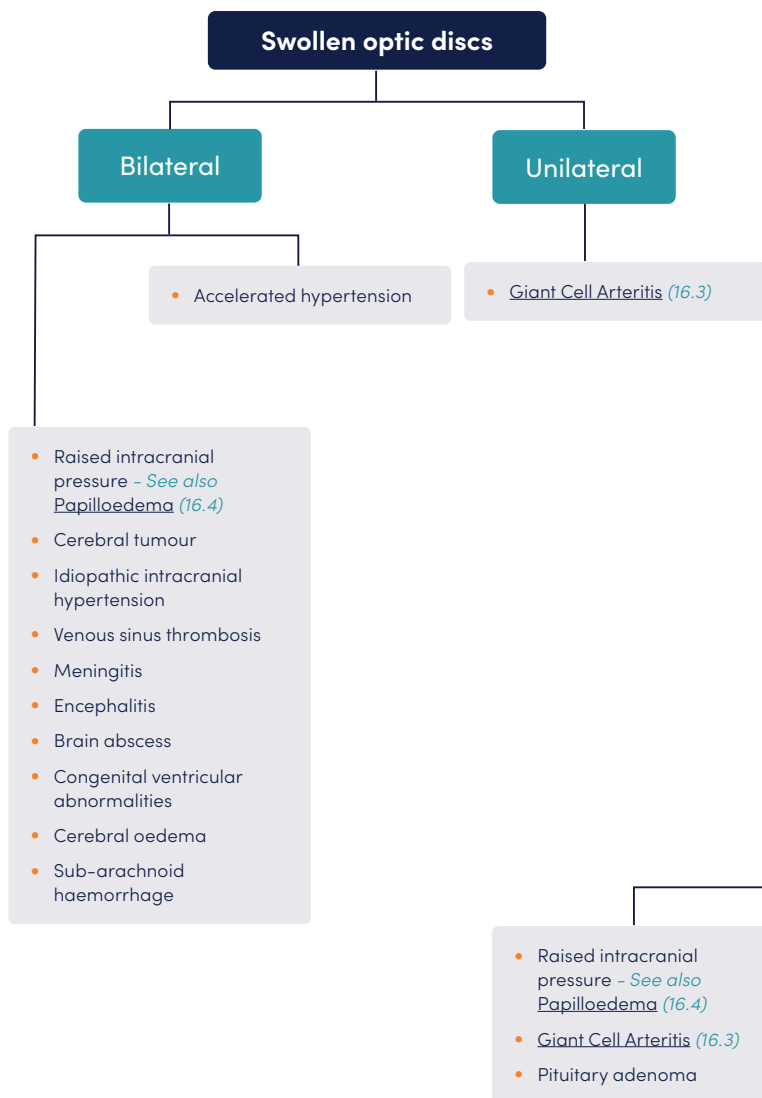 Swollen optic discs
Bilateral
Unilateral
• Accelerated hypertension
• Giant Cell Arteritis (16.3)
• Raised intracranial
pressure - See also
Papilloedema (16.4)
• Cerebral tumour
• Idiopathic intracranial
hypertension
• Venous sinus thrombosis
• Meningitis
• Encephalitis
• Brain abscess
• Congenital ventricular
abnormalities
• Cerebral oedema
• Sub-arachnoid
haemorrhage
• Raised intracranial
pressure - See also
Papilloedema (16.4)
• Giant Cell Arteritis (16.3)
• Pituitary adenoma